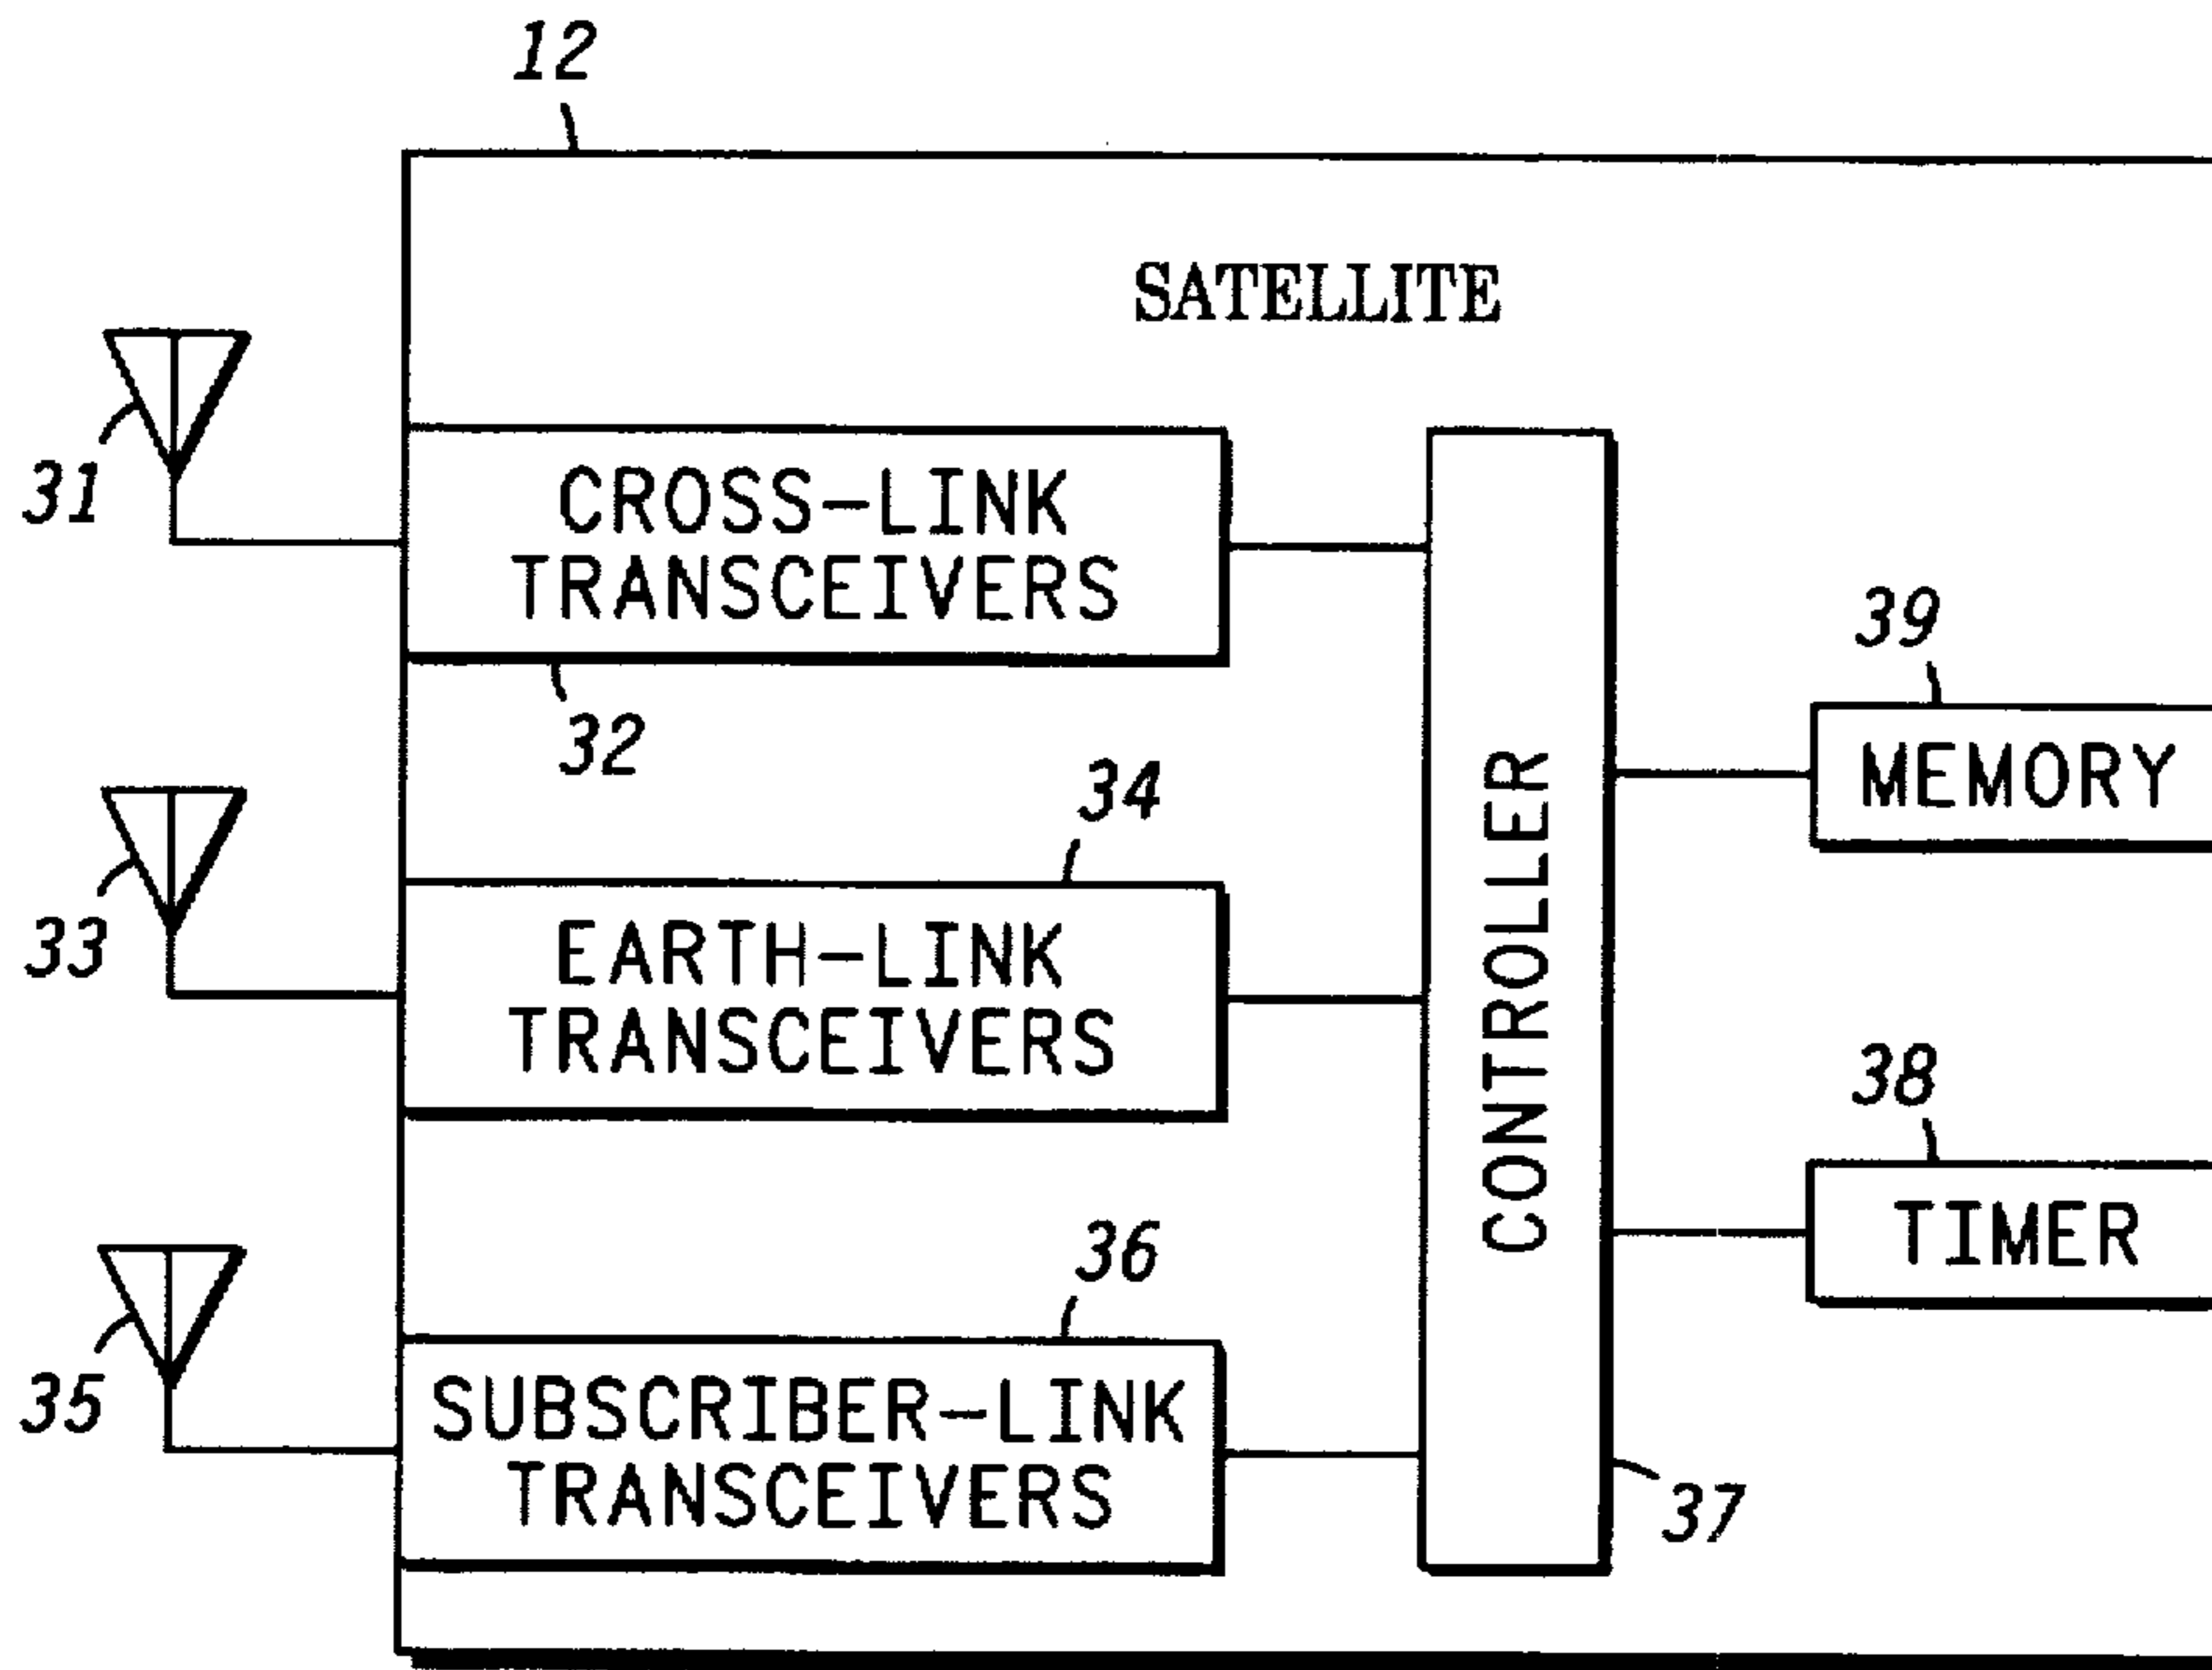 12
SATELLITE
31
CROSS-LINK
TRANSCEIVERS
32
39
MEMORY
33
34
EARTH-LINK
TRANSCEIVERS
CONTROLLER
38
TIMER
35
36
SUBSCRIBER-LINK
TRANSCEIVERS
37